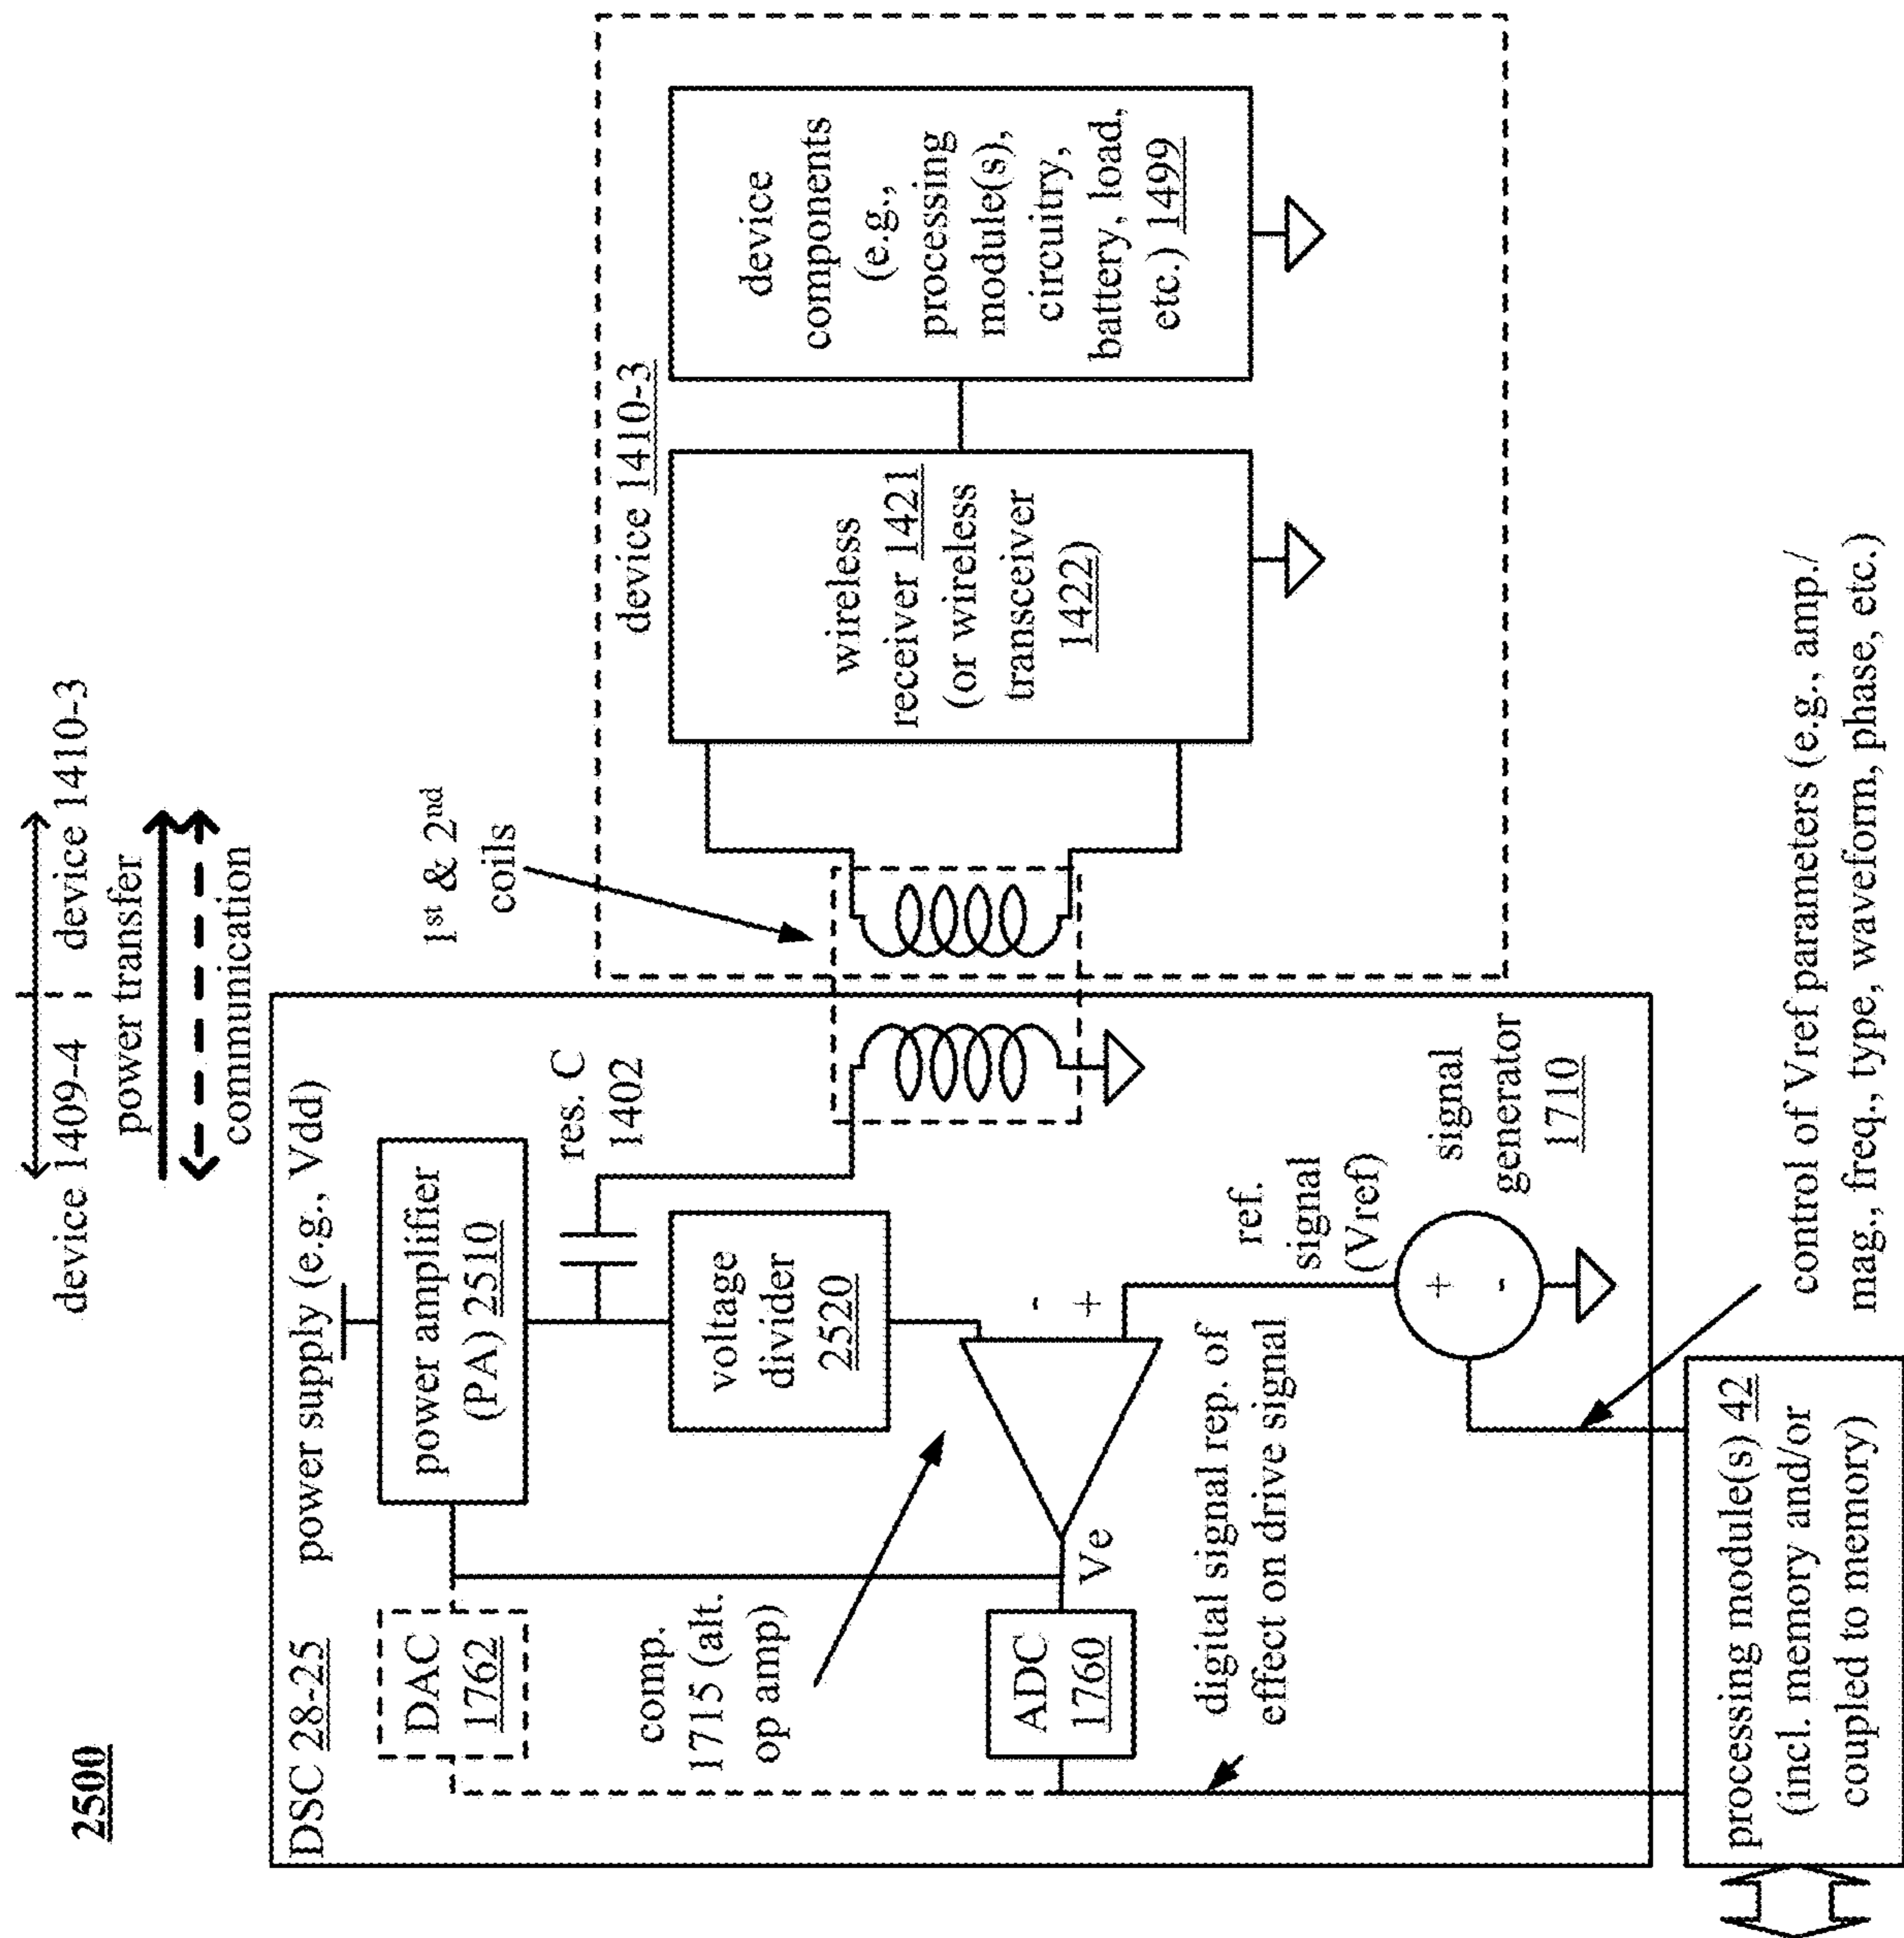 2500
device 1409-4
device 1410-3
power transfer
communication
DSC 28-25
power supply (e.g., Vdd)
DAC
1762
power amplifier
(PA) 2510
res. C
1402
1st & 2nd
coils
comp.
1715 (alt.
op amp)
voltage
divider
2520
-
+
ADC
1760
Ve
ref.
signal
(Vref)
digital signal rep. of
effect on drive signal
+
-
signal
generator
1710
device 1410-3
wireless
receiver 1421
(or wireless
transceiver
1422)
device
components
(e.g.,
processing
module(s),
circuitry,
battery, load,
etc.) 1499
processing module(s) 42
(incl. memory and/or
coupled to memory)
control of Vref parameters (e.g., amp./
mag., freq., type, waveform, phase, etc.)